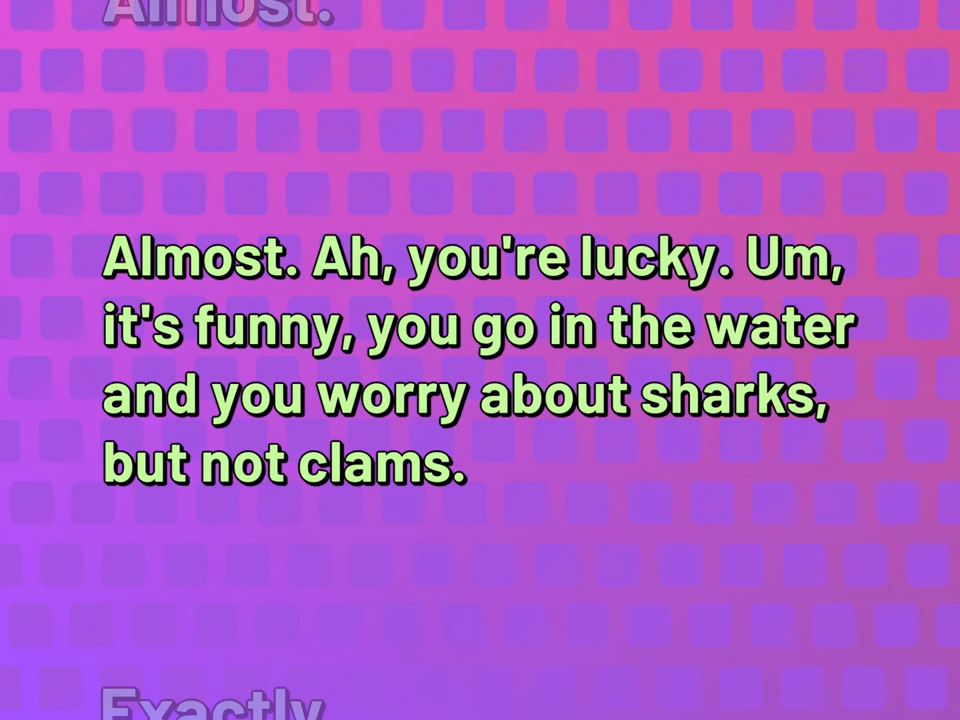 Almost.
Almost. Ah, you're lucky. Um,
it's funny, you go in the water
and you worry about sharks,
but not clams.
Exactly